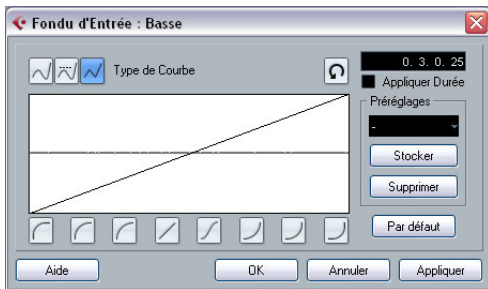 Fondu d'Entrée : Basse
Type de Courbe
0. 3. 0. 25
Appliquer Durée
Préréglages
-
Stocker
Supprimer
Par défaut
Aide
OK
Annuler
Appliquer